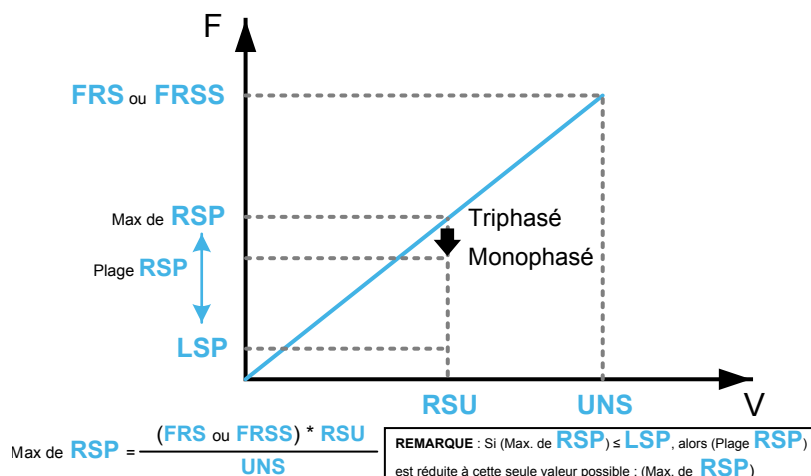 F
FRS ou FRSS
Max de RSP
Triphasé
Monophasé
Plage RSP
LSP
RSU
UNS
V
Max de RSP = (FRS ou FRSS) * RSU
UNS
REMARQUE : Si (Max. de RSP) ≤ LSP, alors (Plage RSP)
est réduite à cette seule valeur possible : (Max. de RSP)